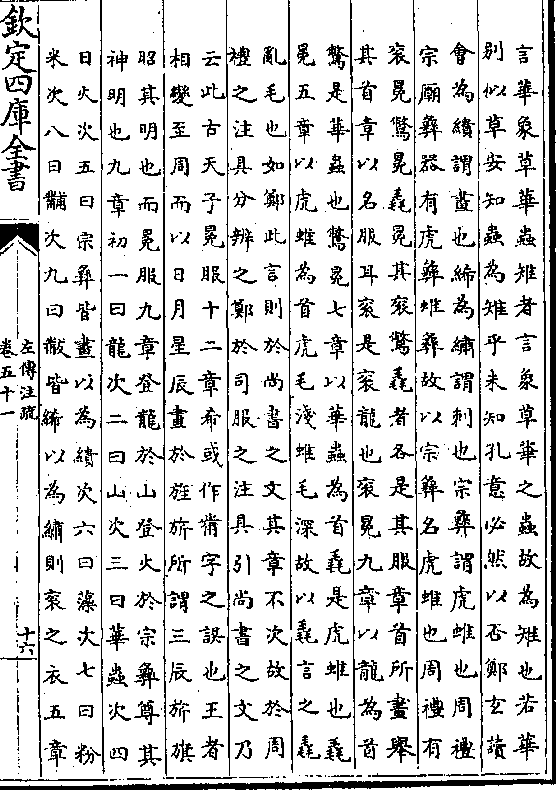 言華象草華蟲雉者言象草華之蟲故為雉也若華
別似草安知蟲為雉乎未知孔意必然以否鄭玄讀
會為繢謂畫也絺為繡謂刺也宗彝謂虎蜼也周禮
宗廟彝器有虎彝蜼彝故以宗彝名虎蜼也周禮有
袞冕鷩冕毳冕其袞鷩毳者各是其服章首所畫舉
其首章以名服耳袞是袞龍也袞冕九章以龍為首
鷩是華蟲也鷩冕七章以華蟲為首毳是虎蜼也毳
冕五章以虎蜼為首虎毛淺蜼毛深故以毳言之毳
亂毛也如鄭此言則於尚書之文其章不次故於周
禮之注具分辨之鄭於司服之注具引尚書之文乃
云此古天子冕服十二章希或作黹字之誤也王者
相變至周而以日月星辰畫於旌旂所謂三辰旂旗
昭其明也而冕服九章登龍於山登火於宗彝尊其
神明也九章初一曰龍次二曰山次三曰華蟲次四
曰火次五曰宗彝皆畫以為繢次六曰藻次七曰粉
米次八曰黼次九曰黻皆絺以為繡則袞之衣五章
欽定四庫全書
左傳注疏
卷五十一
十六